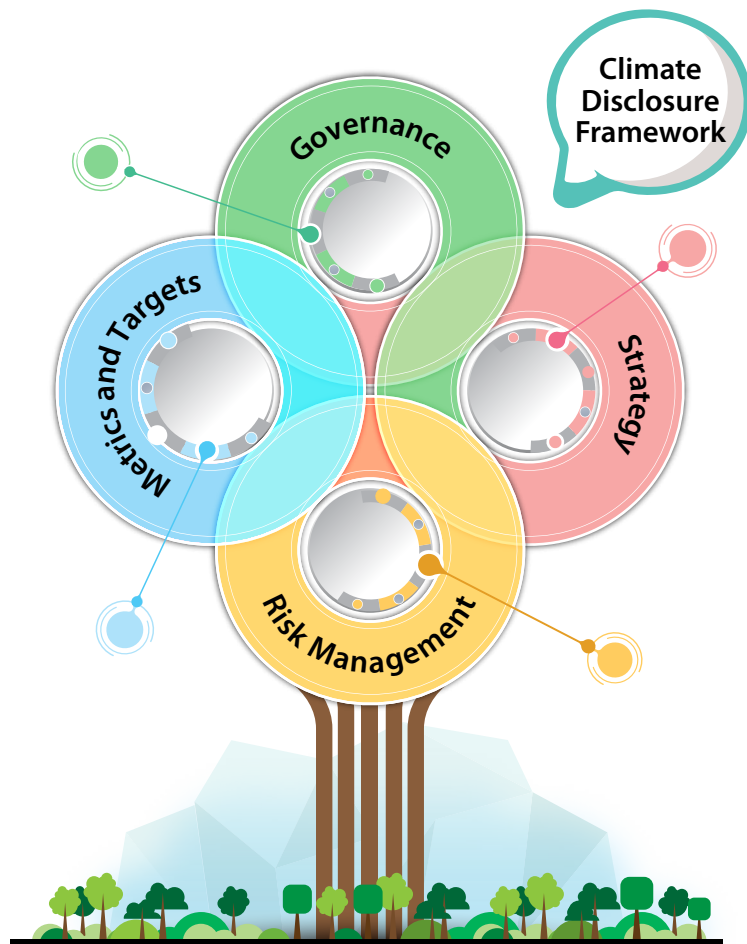 Climate
Disclosure
Framework
Governance
Metrics and Targets
Strategy
Risk Management